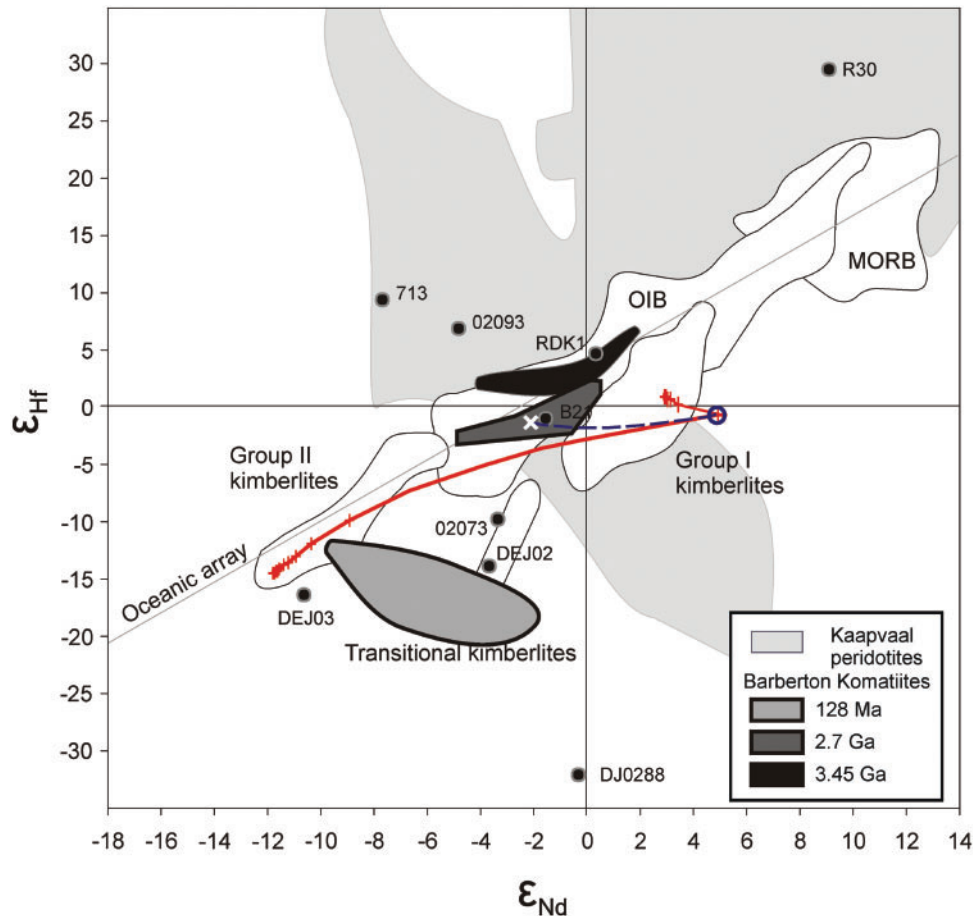 30
25
20
15
10
5
0
-5
-10
-15
-20
-25
-30
εHf
R30
MORB
OIB
713
02093
RDK1
Group II
kimberlites
Group I
kimberlites
02073
DEJ02
Oceanic array
DEJ03
Transitional kimberlites
DJ0288
Kaapvaal
peridotites
Barberton Komatiites
128 Ma
2.7 Ga
3.45 Ga
-18 -16 -14 -12 -10 -8 -6 -4 -2 0 2 4 6 8 10 12 14
εNd